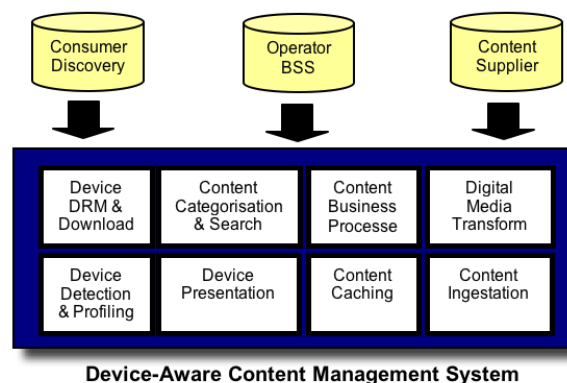 Consumer
Discovery
Operator
BSS
Content
Supplier
Device
DRM &
Download
Content
Categorisation
& Search
Content
Business
Processe
Digital
Media
Transform
Device
Detection
& Profiling
Device
Presentation
Content
Caching
Content
Ingestation
Device-Aware Content Management System